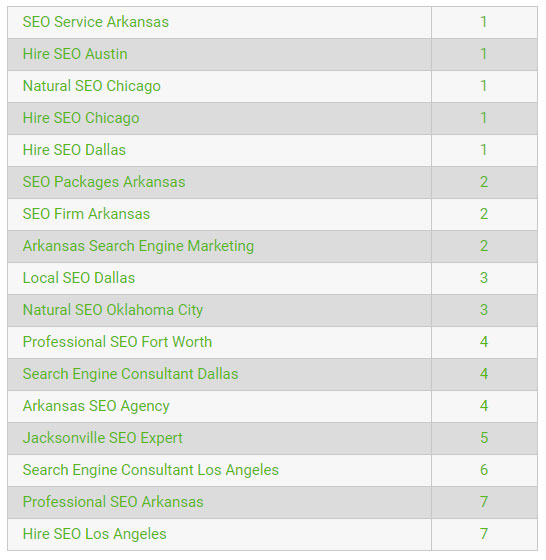 SEO Service Arkansas 1
Hire SEO Austin 1
Natural SEO Chicago 1
Hire SEO Chicago 1
Hire SEO Dallas 1
SEO Packages Arkansas 2
SEO Firm Arkansas 2
Arkansas Search Engine Marketing 2
Local SEO Dallas 3
Natural SEO Oklahoma City 3
Professional SEO Fort Worth 4
Search Engine Consultant Dallas 4
Arkansas SEO Agency 4
Jacksonville SEO Expert 5
Search Engine Consultant Los Angeles 6
Professional SEO Arkansas 7
Hire SEO Los Angeles 7